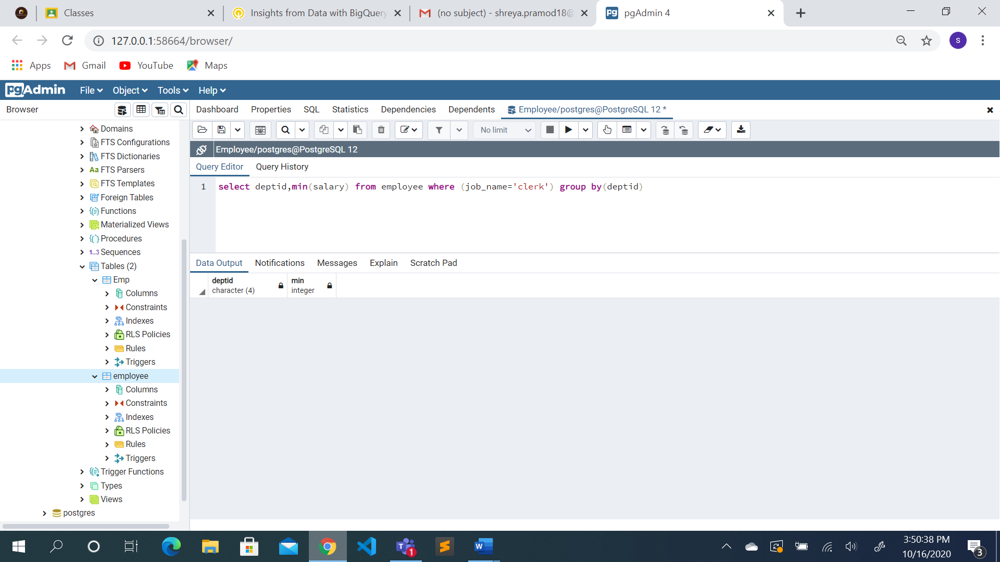 Classes
Insights from Data with BigQuery
(no subject) - shreya.pramod18@
pgAdmin 4
127.0.0.1:58664/browser/
S
Apps
Gmail
YouTube
Maps
pgAdmin
File
Object
Tools
Help
Browser
Dashboard
Properties
SQL
Statistics
Dependencies
Dependents
Employee/postgres@PostgreSQL 12 *
No limit
Employee/postgres@PostgreSQL 12
Query Editor
Query History
1 select deptid,min(salary) from employee where (job_name='clerk') group by(deptid)
Data Output
Notifications
Messages
Explain
Scratch Pad
deptid
character (4)
min
integer
Domains
FTS Configurations
FTS Dictionaries
Aa FTS Parsers
FTS Templates
Foreign Tables
Functions
Materialized Views
Procedures
1..3 Sequences
Tables (2)
Emp
Columns
Constraints
Indexes
RLS Policies
Rules
Triggers
employee
Columns
Constraints
Indexes
RLS Policies
Rules
Triggers
Trigger Functions
Types
Views
postgres
T
1
W
3:50:38 PM
10/16/2020
3